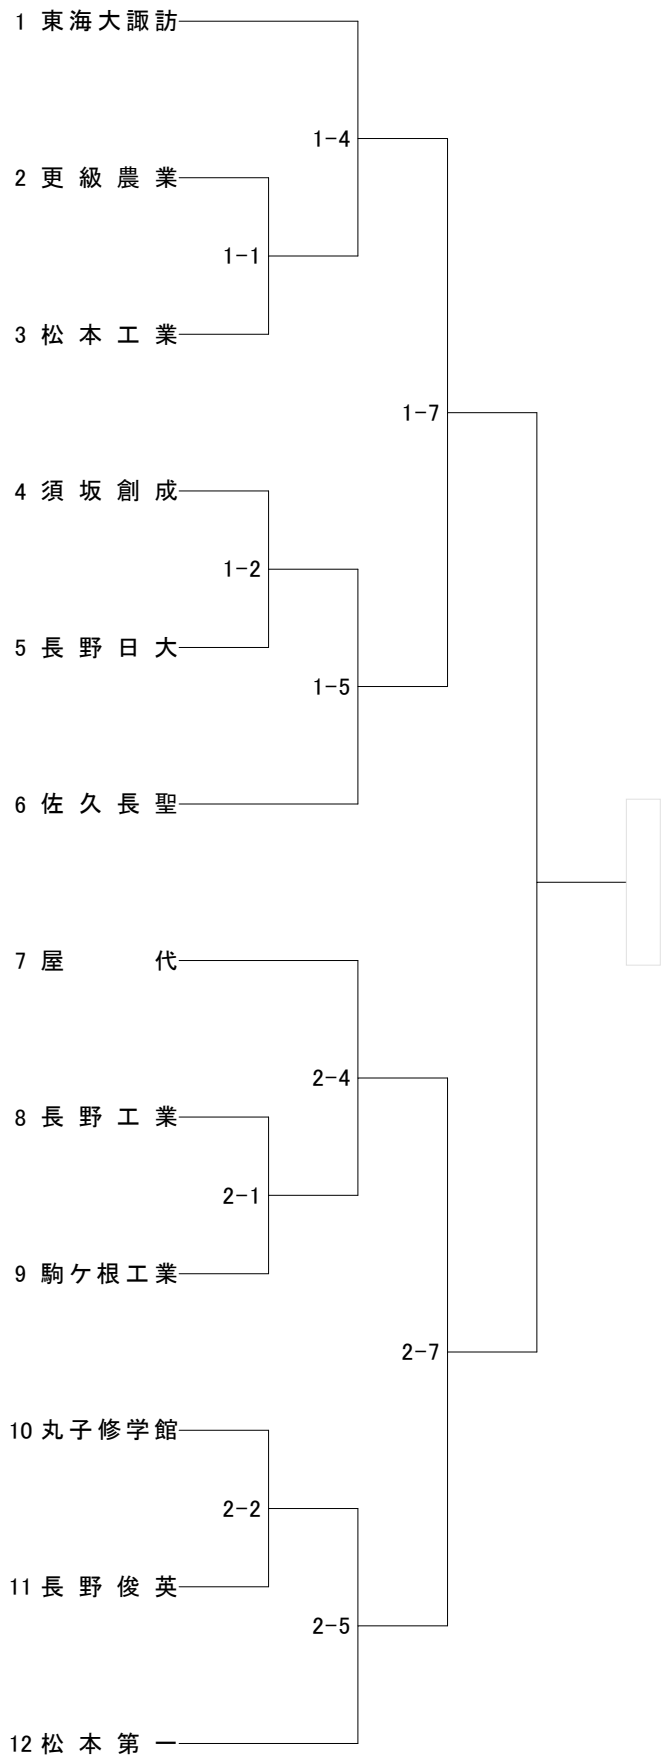 1 東海大諏訪
1-4
2 更級農業
1-1
3 松本工業
1-7
4 須坂創成
1-2
5 長野日大
1-5
6 佐久長聖
7 屋代
2-4
8 長野工業
2-1
9 駒ケ根工業
2-7
10 丸子修学館
2-2
11 長野俊英
2-5
12 松本第一